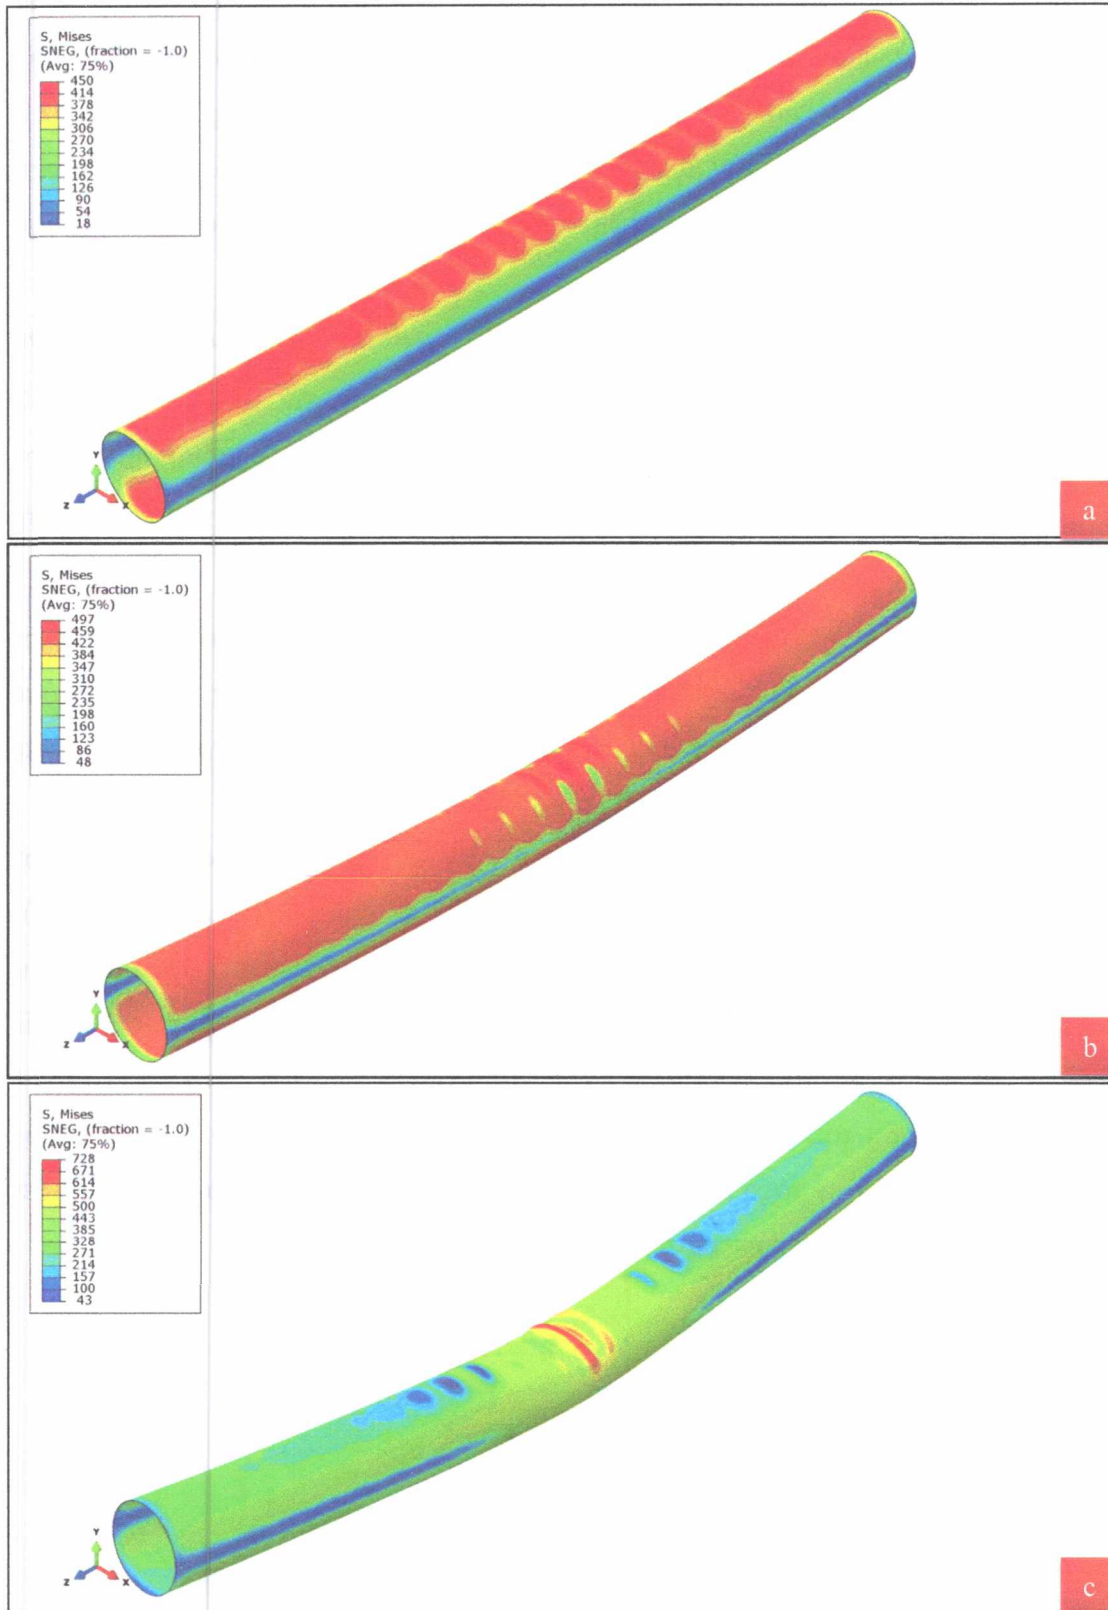 S, Mises
SNEG, (fraction = -1.0)
(Avg: 75%)
450
414
378
342
306
270
234
198
162
126
90
54
18
Y
Z
X
a
S, Mises
SNEG, (fraction = -1.0)
(Avg: 75%)
497
459
422
384
347
310
272
235
198
160
123
86
48
Y
Z
X
b
S, Mises
SNEG, (fraction = -1.0)
(Avg: 75%)
728
671
614
557
500
443
385
328
271
214
157
100
43
Y
Z
X
c